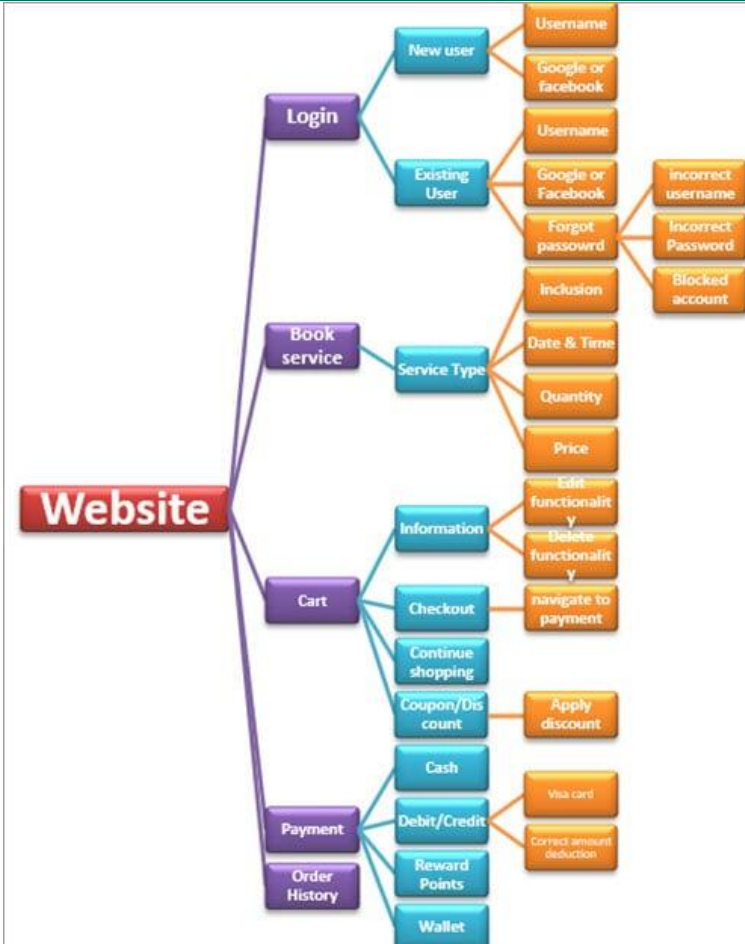 Website
Login
New user
Username
Google or
facebook
Existing
User
Username
Google or
Facebook
Forgot
passowrd
incorrect
username
Incorrect
Password
Blocked
account
Book
service
Service Type
Inclusion
Date & Time
Quantity
Price
Cart
Information
Edit
functionalit
y
Delete
functionalit
y
Checkout
navigate to
payment
Continue
shopping
Coupon/Dis
count
Apply
discount
Payment
Cash
Debit/Credit
Visa card
Correct amount
deduction
Reward
Points
Wallet
Order
History